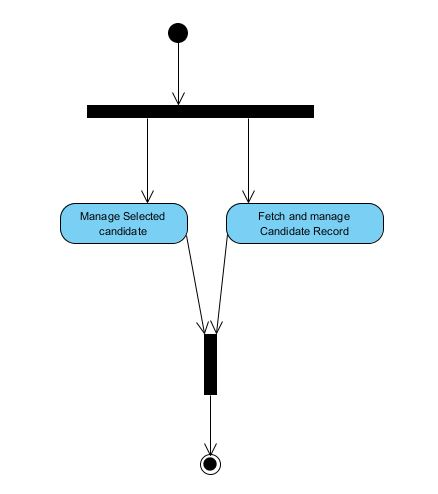 Manage Selected
candidate
Fetch and manage
Candidate Record